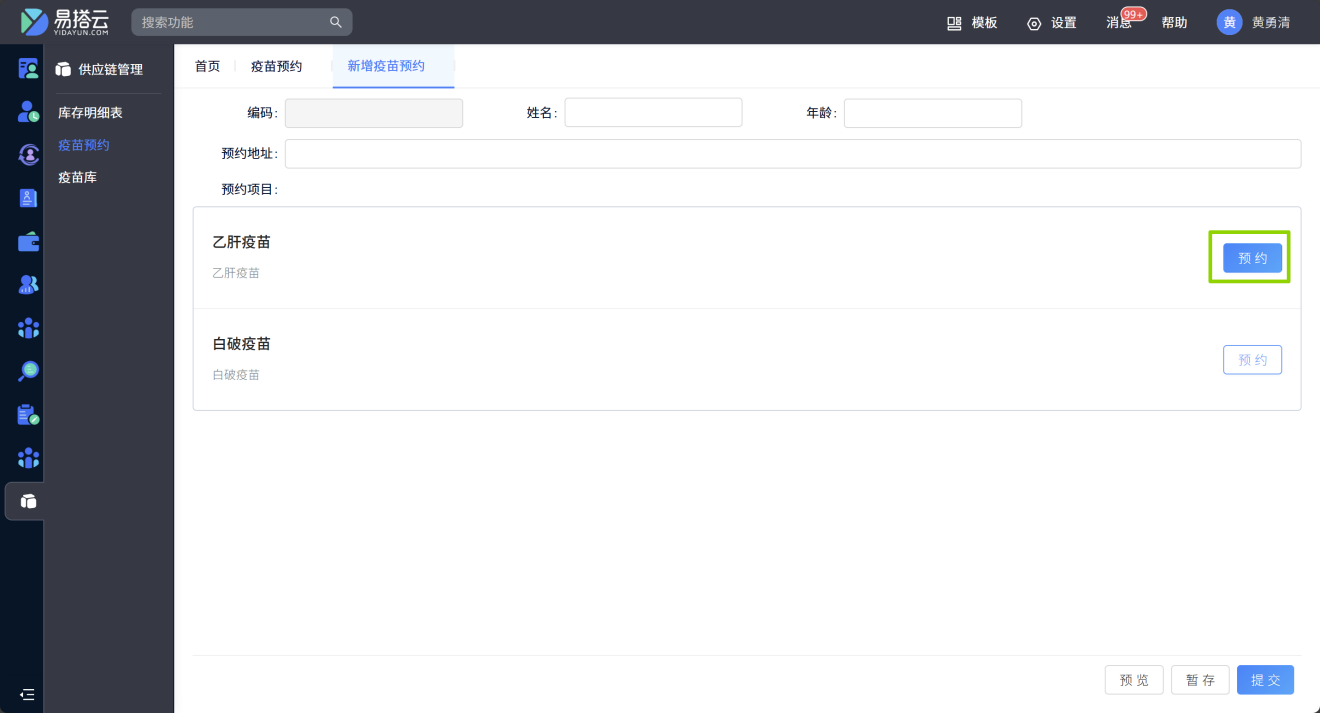 易搭云
YIDAYUN.COM
搜索功能
模板
设置
消息
99+
帮助
黄
黄勇清
供应链管理
库存明细表
疫苗预约
疫苗库
首页
疫苗预约
新增疫苗预约
编码:
姓名:
年龄:
预约地址:
预约项目:
乙肝疫苗
乙肝疫苗
预 约
白破疫苗
白破疫苗
预 约
预 览
暂 存
提 交